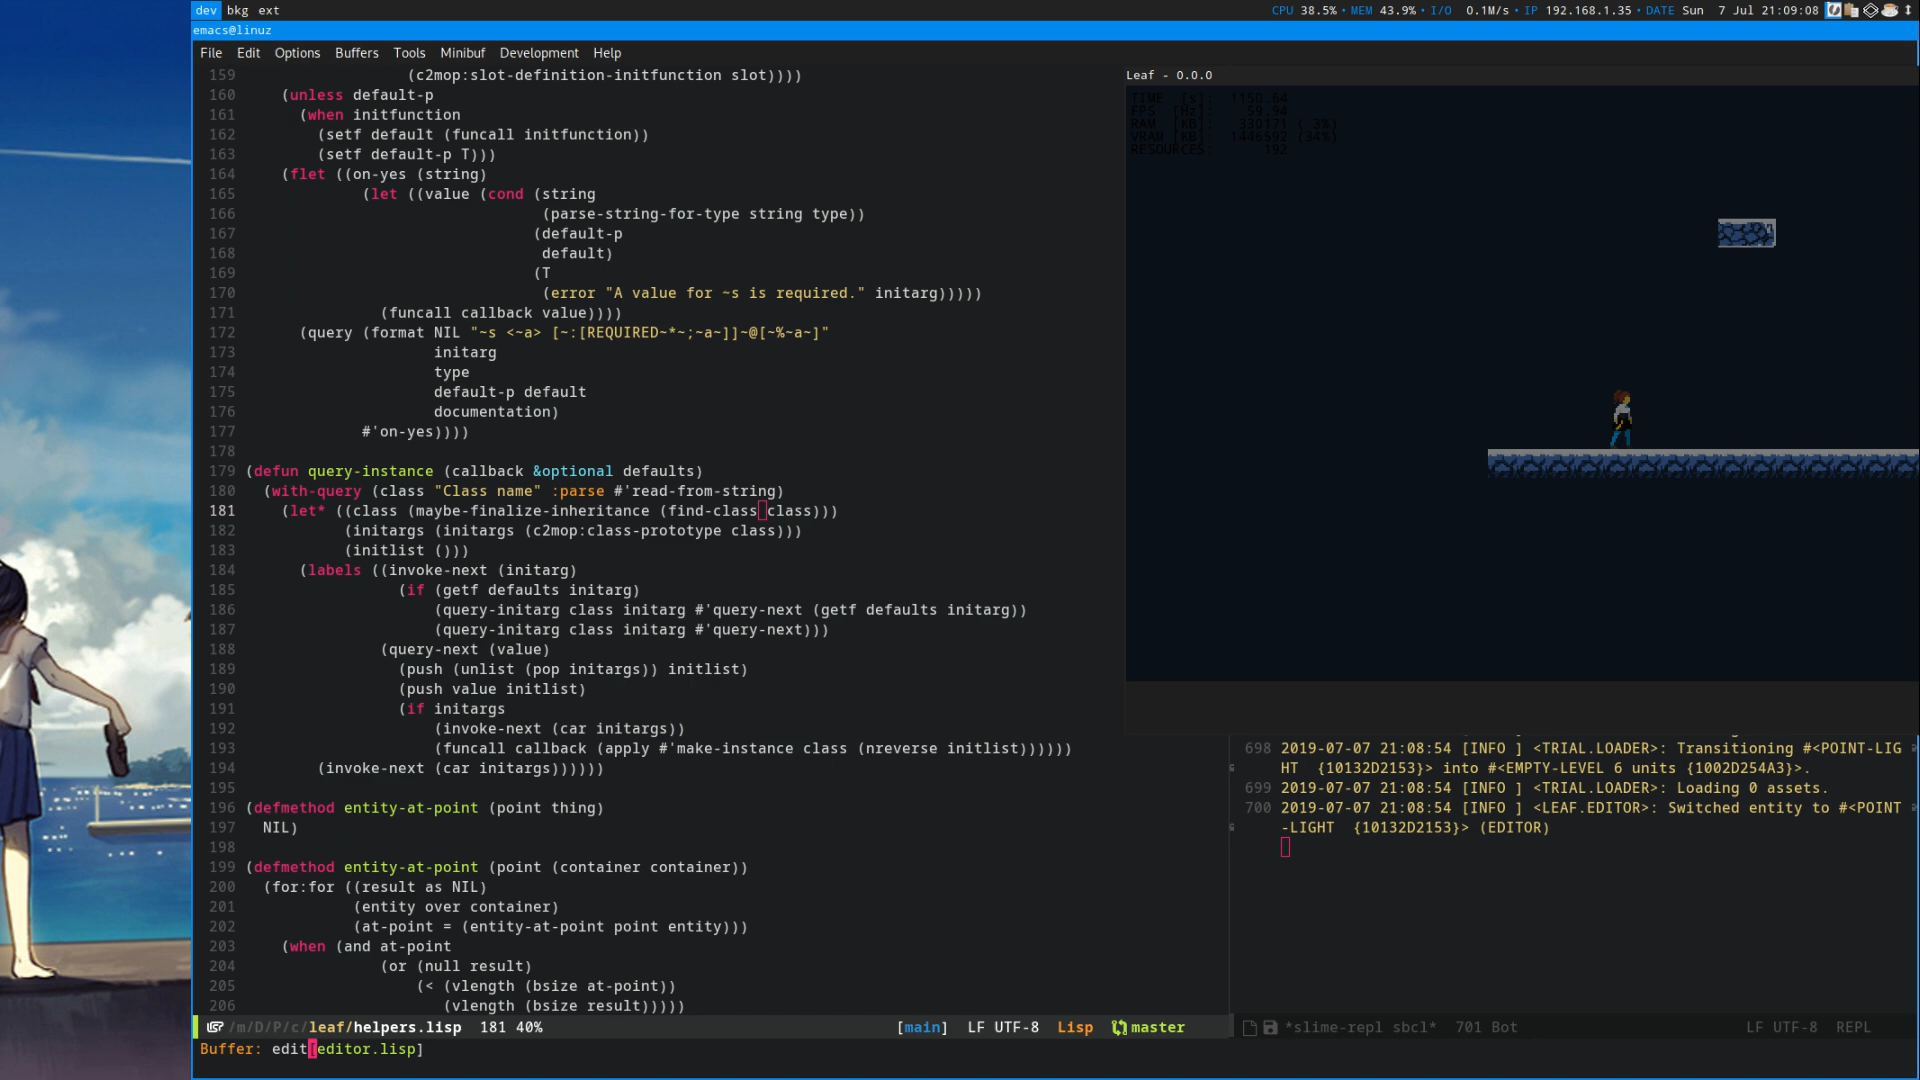 dev bkg ext
CPU 38.5% • MEM 43.9% • I/O 0.1M/s • IP 192.168.1.35 • DATE Sun 7 Jul 21:09:08
emacs@linuz
File Edit Options Buffers Tools Minibuf Development Help
159 (c2mop:slot-definition-initfunction slot))))
160 (unless default-p
161 (when initfunction
162 (setf default (funcall initfunction))
163 (setf default-p T)))
164 (flet ((on-yes (string)
165 (let ((value (cond (string
166 (parse-string-for-type string type))
167 (default-p
168 default)
169 (T
170 (error "A value for ~s is required." initarg)))))
171 (funcall callback value))))
172 (query (format NIL "~s <~a> [~:[REQUIRED~*~;~a~]]~@[~%~a~]"
173 initarg
174 type
175 default-p default
176 documentation)
177 #'on-yes))))
178
179 (defun query-instance (callback &optional defaults)
180 (with-query (class "Class name" :parse #'read-from-string)
181 (let* ((class (maybe-finalize-inheritance (find-class class)))
182 (initargs (initargs (c2mop:class-prototype class)))
183 (initlist ()))
184 (labels ((invoke-next (initarg)
185 (if (getf defaults initarg)
186 (query-initarg class initarg #'query-next (getf defaults initarg))
187 (query-initarg class initarg #'query-next)))
188 (query-next (value)
189 (push (unlist (pop initargs)) initlist)
190 (push value initlist)
191 (if initargs
192 (invoke-next (car initargs))
193 (funcall callback (apply #'make-instance class (nreverse initlist))))))
194 (invoke-next (car initargs))))))
195
196 (defmethod entity-at-point (point thing)
197 NIL)
198
199 (defmethod entity-at-point (point (container container))
200 (for:for ((result as NIL)
201 (entity over container)
202 (at-point = (entity-at-point point entity)))
203 (when (and at-point
204 (or (null result)
205 (< (vlength (bsize at-point))
206 (vlength (bsize result)))))
/m/D/P/c/leaf/helpers.lisp 181 40% [main] LF UTF-8 Lisp master
Buffer: edit[editor.lisp]
Leaf - 0.0.0
TIME [s]: 1150.64
FPS [Hz]: 59.94
RAM [KB]: 330171 ( 3%)
VRAM [KB]: 1446592 (34%)
RESOURCES: 192
698 2019-07-07 21:08:54 [INFO ] <TRIAL.LOADER>: Transitioning #<POINT-LIG
HT {10132D2153}> into #<EMPTY-LEVEL 6 units {1002D254A3}>.
699 2019-07-07 21:08:54 [INFO ] <TRIAL.LOADER>: Loading 0 assets.
700 2019-07-07 21:08:54 [INFO ] <LEAF.EDITOR>: Switched entity to #<POINT
-LIGHT {10132D2153}> (EDITOR)
*slime-repl sbcl* 701 Bot LF UTF-8 REPL